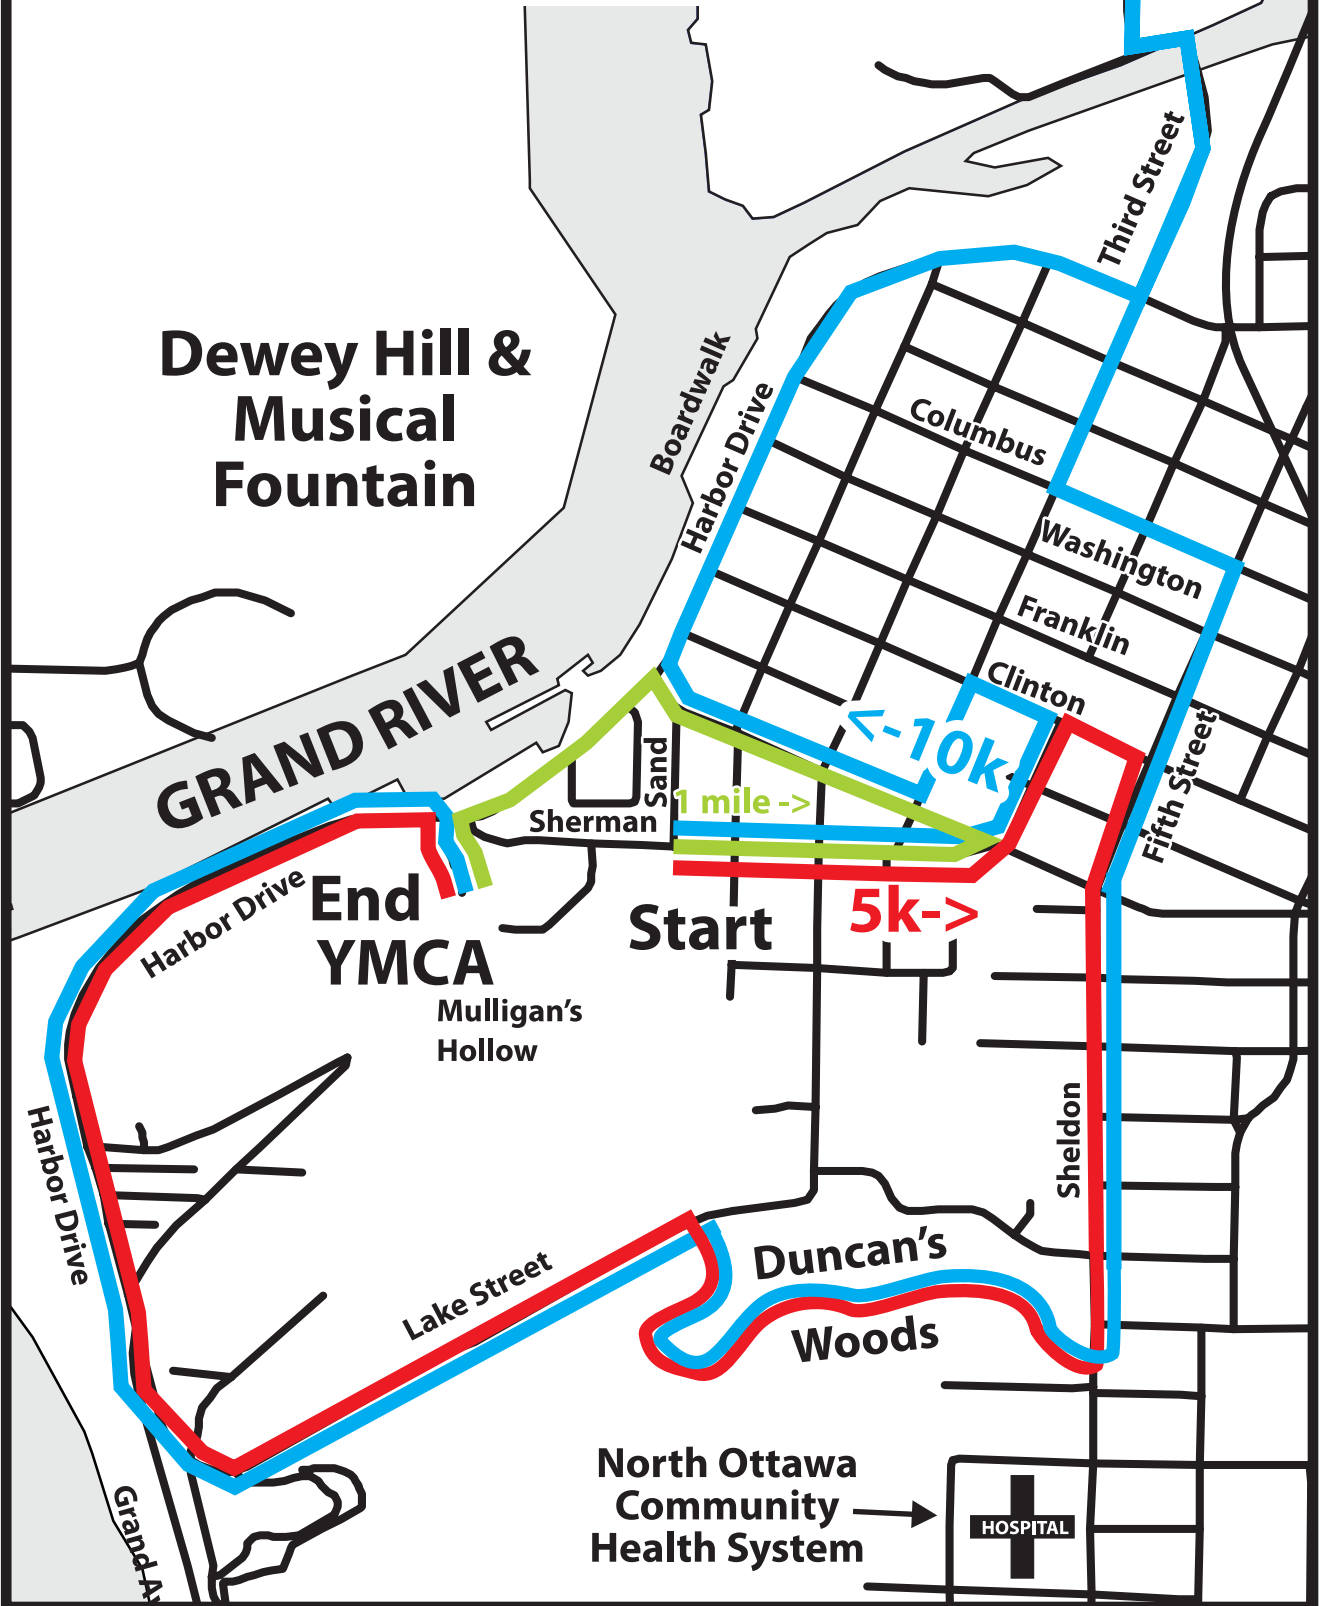 Third Street
Dewey Hill &
Musical
Fountain
Boardwalk
Harbor Drive
Columbus
Washington
Franklin
Clinton
GRAND RIVER
<-10k
Sand
1 mile ->
Sherman
Fifth Street
Harbor Drive
End
YMCA
Start
5k->
Mulligan's
Hollow
Harbor Drive
Sheldon
Duncan's
Woods
Lake Street
North Ottawa
Community
Health System
HOSPITAL
Grand